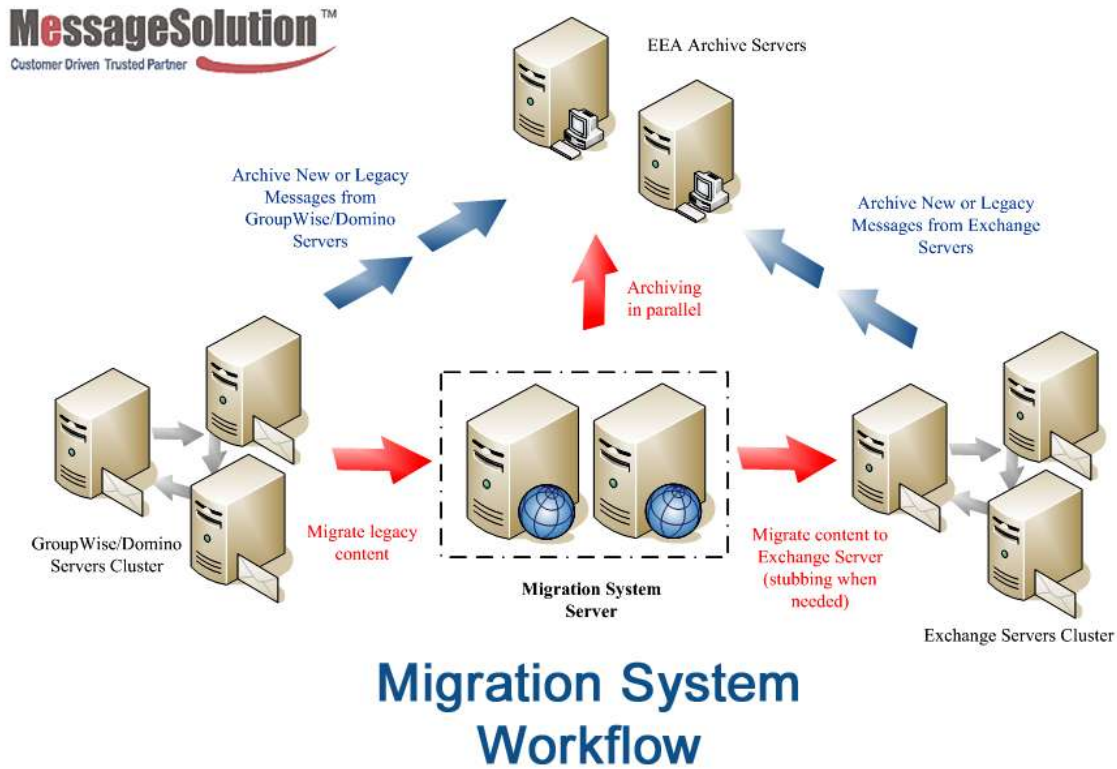 MessageSolution™
Customer Driven Trusted Partner
EEA Archive Servers
Archive New or Legacy
Messages from
GroupWise/Domino
Servers
Archive New or Legacy
Messages from Exchange
Servers
Archiving
in parallel
Migrate legacy
content
GroupWise/Domino
Servers Cluster
Migration System
Server
Migrate content to
Exchange Server
(stubbing when
needed)
Exchange Servers Cluster
Migration System
Workflow